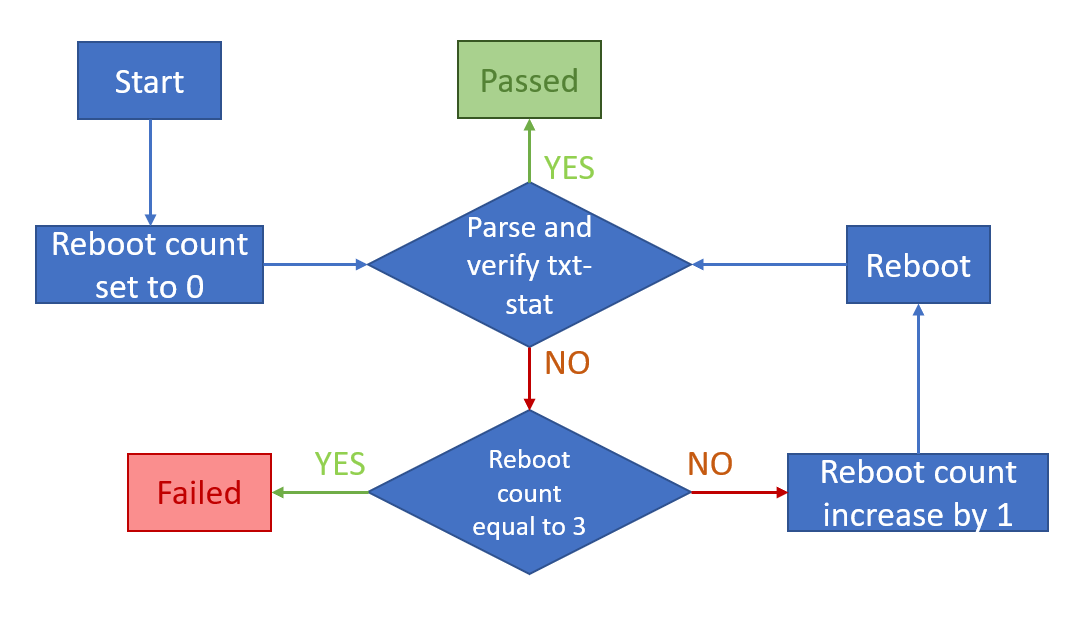 Start
Passed
YES
Reboot count
set to 0
Parse and
verify txt-
stat
Reboot
NO
YES
Failed
Reboot
count
equal to 3
NO
Reboot count
increase by 1